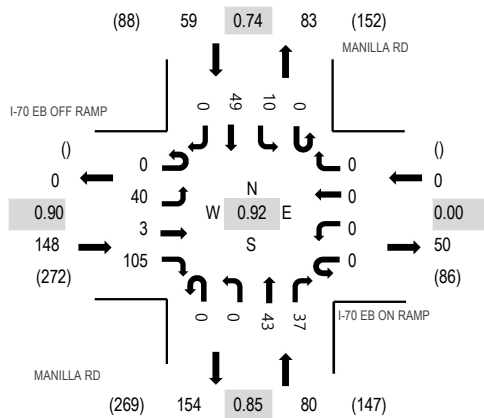 (88) 59 0.74 83 (152)
MANILLA RD
I-70 EB OFF RAMP
0 49 10 0
() 0 0 ()
0 40 0 0
0.90 3 N 0 0.00
W 0.92 E
148 105 S 0 50
(272) (86)
0 0 43 37
I-70 EB ON RAMP
MANILLA RD
(269) 154 0.85 80 (147)